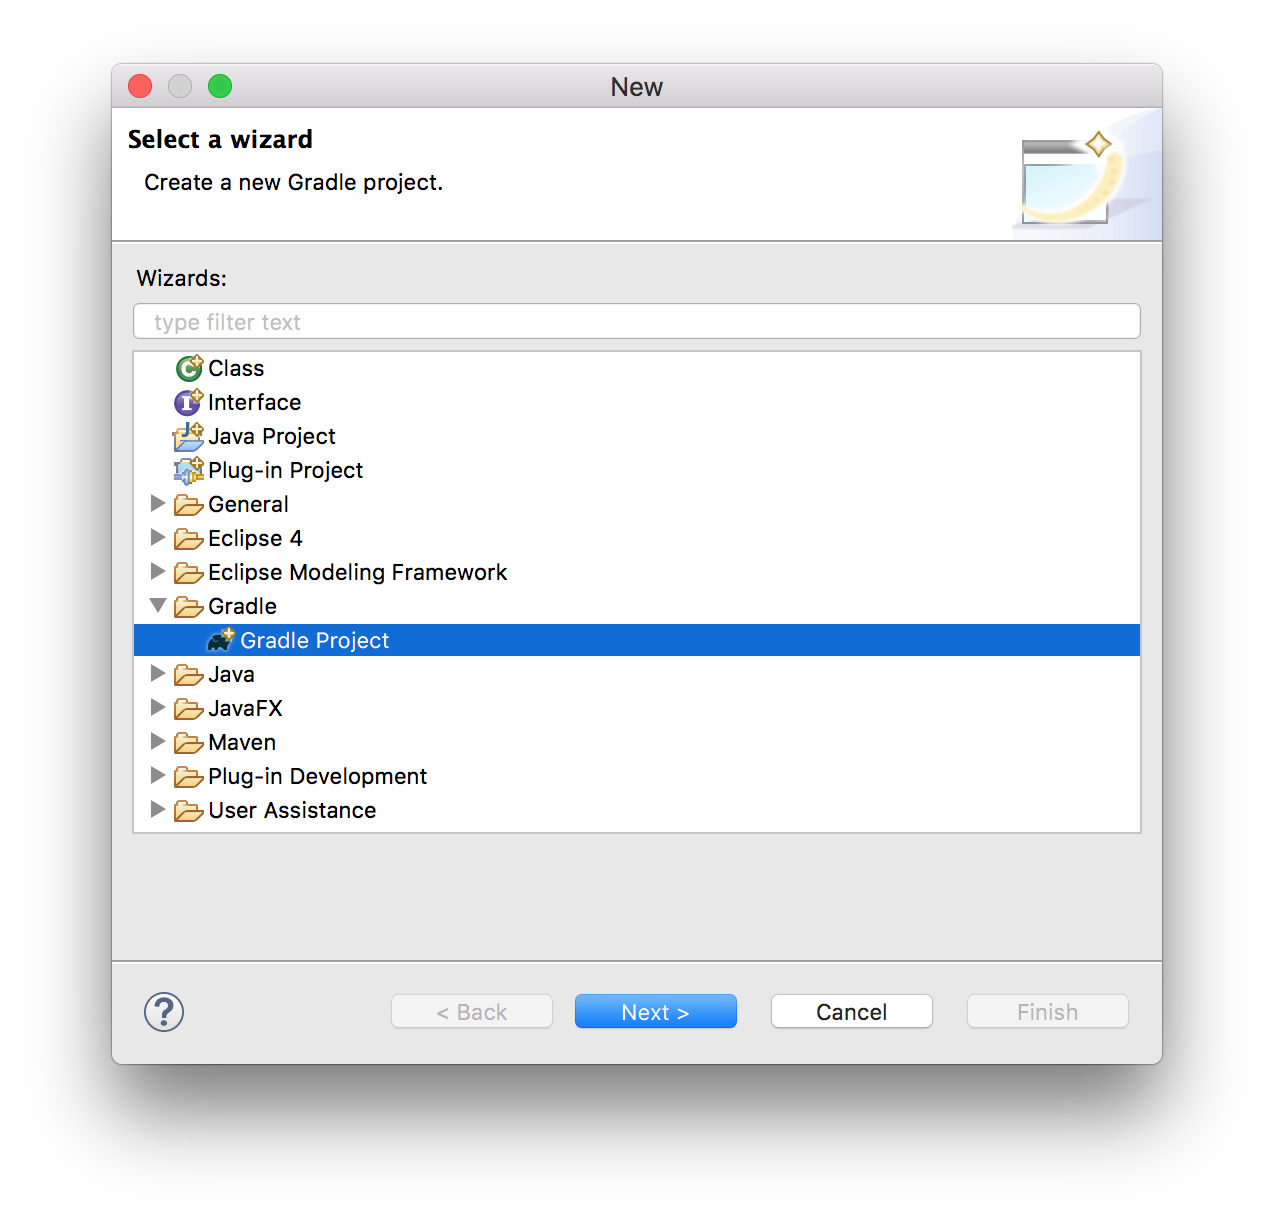 New
Select a wizard
Create a new Gradle project.
Wizards:
type filter text
Class
Interface
Java Project
Plug-in Project
General
Eclipse 4
Eclipse Modeling Framework
Gradle
Gradle Project
Java
JavaFX
Maven
Plug-in Development
User Assistance
? < Back Next > Cancel Finish